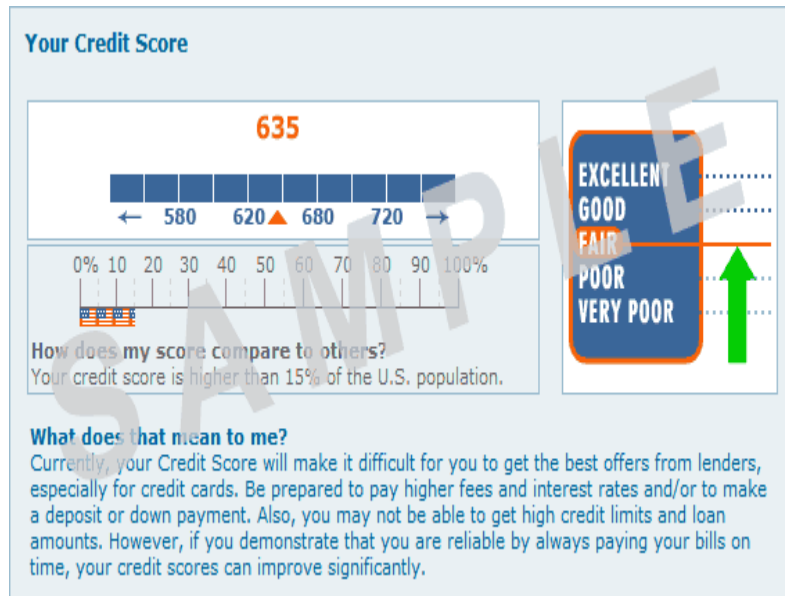 Your Credit Score
635
← 580 620 680 720 →
0% 10 20 30 40 50 60 70 80 90 100%
How does my score compare to others?
Your credit score is higher than 15% of the U.S. population.
EXCELLENT
GOOD
FAIR
POOR
VERY POOR
What does that mean to me?
Currently, your Credit Score will make it difficult for you to get the best offers from lenders,
especially for credit cards. Be prepared to pay higher fees and interest rates and/or to make
a deposit or down payment. Also, you may not be able to get high credit limits and loan
amounts. However, if you demonstrate that you are reliable by always paying your bills on
time, your credit scores can improve significantly.
SAMPLE